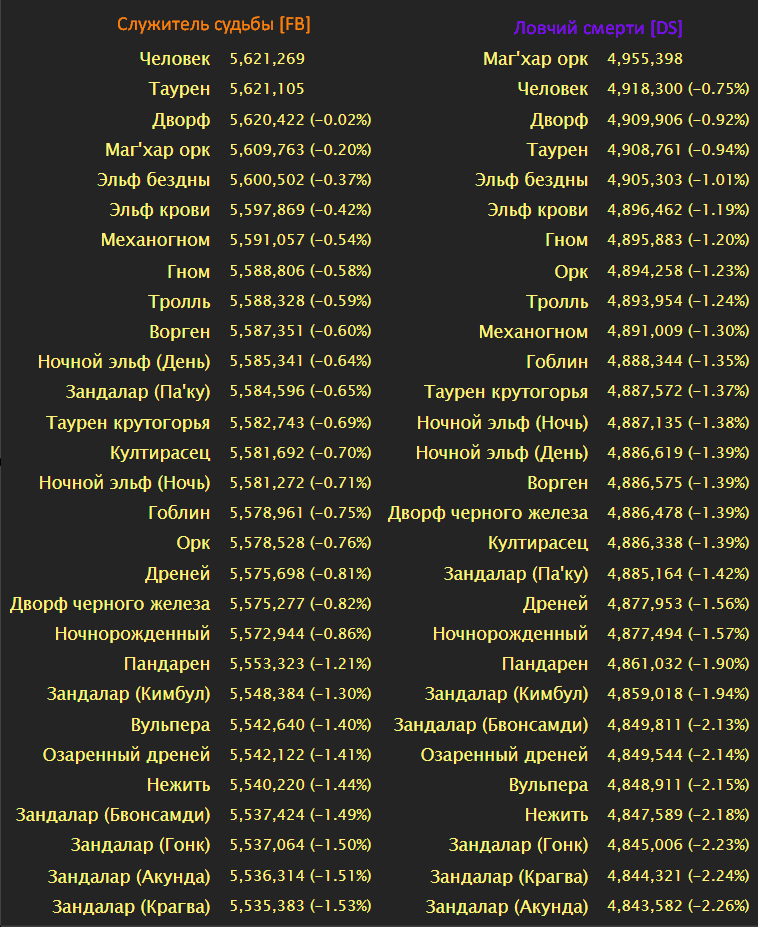 Служитель судьбы [FB]
Человек 5,621,269
Таурен 5,621,105
Дворф 5,620,422 (-0.02%)
Маг'хар орк 5,609,763 (-0.20%)
Эльф бездны 5,600,502 (-0.37%)
Эльф крови 5,597,869 (-0.42%)
Механогном 5,591,057 (-0.54%)
Гном 5,588,806 (-0.58%)
Тролль 5,588,328 (-0.59%)
Ворген 5,587,351 (-0.60%)
Ночной эльф (День) 5,585,341 (-0.64%)
Зандалар (Па'ку) 5,584,596 (-0.65%)
Таурен крутогорья 5,582,743 (-0.69%)
Култирасец 5,581,692 (-0.70%)
Ночной эльф (Ночь) 5,581,272 (-0.71%)
Гоблин 5,578,961 (-0.75%)
Орк 5,578,528 (-0.76%)
Дреней 5,575,698 (-0.81%)
Дворф черного железа 5,575,277 (-0.82%)
Ночнорожденный 5,572,944 (-0.86%)
Пандарен 5,553,323 (-1.21%)
Зандалар (Кимбул) 5,548,384 (-1.30%)
Вульпера 5,542,640 (-1.40%)
Озаренный дреней 5,542,122 (-1.41%)
Нежить 5,540,220 (-1.44%)
Зандалар (Бвонсамди) 5,537,424 (-1.49%)
Зандалар (Гонк) 5,537,064 (-1.50%)
Зандалар (Акунда) 5,536,314 (-1.51%)
Зандалар (Крагва) 5,535,383 (-1.53%)
Ловчий смерти [DS]
Маг'хар орк 4,955,398
Человек 4,918,300 (-0.75%)
Дворф 4,909,906 (-0.92%)
Таурен 4,908,761 (-0.94%)
Эльф бездны 4,905,303 (-1.01%)
Эльф крови 4,896,462 (-1.19%)
Гном 4,895,883 (-1.20%)
Орк 4,894,258 (-1.23%)
Тролль 4,893,954 (-1.24%)
Механогном 4,891,009 (-1.30%)
Гоблин 4,888,344 (-1.35%)
Таурен крутогорья 4,887,572 (-1.37%)
Ночной эльф (Ночь) 4,887,135 (-1.38%)
Ночной эльф (День) 4,886,619 (-1.39%)
Ворген 4,886,575 (-1.39%)
Дворф черного железа 4,886,478 (-1.39%)
Култирасец 4,886,338 (-1.39%)
Зандалар (Па'ку) 4,885,164 (-1.42%)
Дреней 4,877,953 (-1.56%)
Ночнорожденный 4,877,494 (-1.57%)
Пандарен 4,861,032 (-1.90%)
Зандалар (Кимбул) 4,859,018 (-1.94%)
Зандалар (Бвонсамди) 4,849,811 (-2.13%)
Озаренный дреней 4,849,544 (-2.14%)
Вульпера 4,848,911 (-2.15%)
Нежить 4,847,589 (-2.18%)
Зандалар (Гонк) 4,845,006 (-2.23%)
Зандалар (Крагва) 4,844,321 (-2.24%)
Зандалар (Акунда) 4,843,582 (-2.26%)